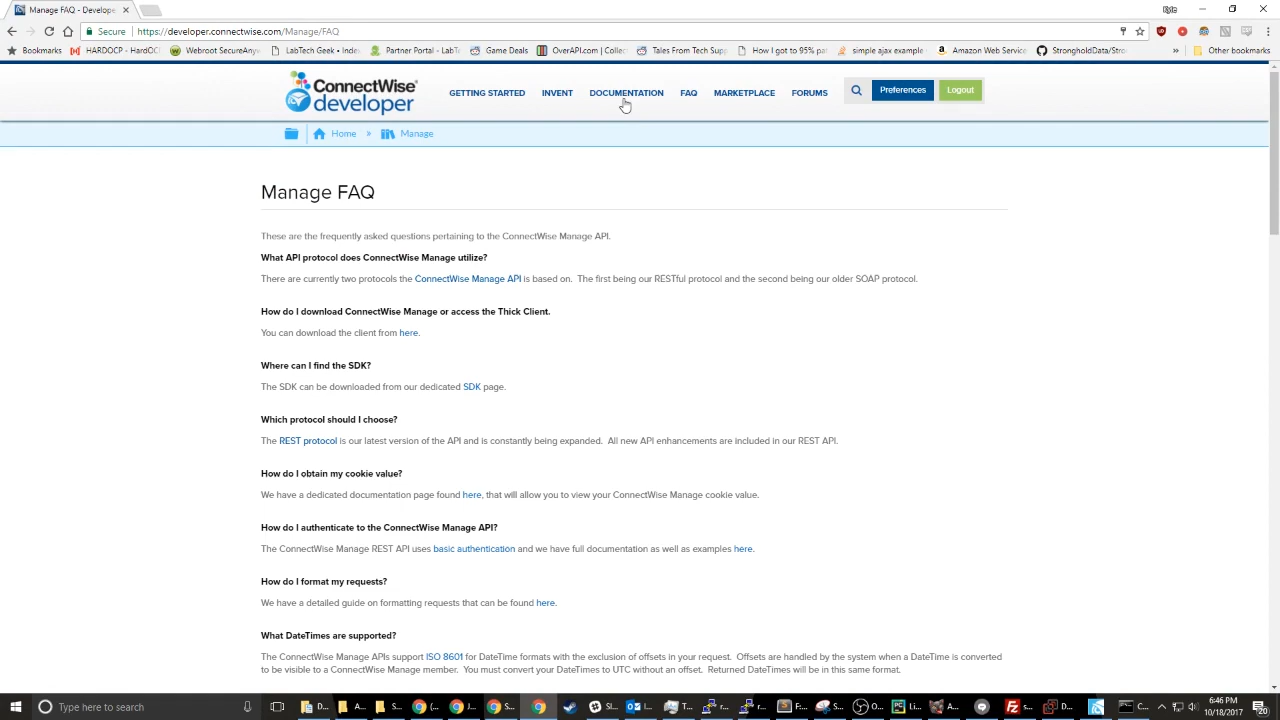 Manage FAQ - Develope
Kyle
Secure
https://developer.connectwise.com/Manage/FAQ
Bookmarks
HARDOCP - HardOC
Webroot SecureAny
LabTech Geek • Index
Partner Portal - LabT
Game Deals
OverAPI.com | Collec
Tales From Tech Supp
How I got to 95% pat
simple ajax example
Amazon Web Service
StrongholdData/Stro
»
Other bookmarks
ConnectWise®
developer
GETTING STARTED
INVENT
DOCUMENTATION
FAQ
MARKETPLACE
FORUMS
Preferences
Logout
Home » Manage
Manage FAQ
These are the frequently asked questions pertaining to the ConnectWise Manage API.
What API protocol does ConnectWise Manage utilize?
There are currently two protocols the ConnectWise Manage API is based on. The first being our RESTful protocol and the second being our older SOAP protocol.
How do I download ConnectWise Manage or access the Thick Client.
You can download the client from here.
Where can I find the SDK?
The SDK can be downloaded from our dedicated SDK page.
Which protocol should I choose?
The REST protocol is our latest version of the API and is constantly being expanded. All new API enhancements are included in our REST API.
How do I obtain my cookie value?
We have a dedicated documentation page found here, that will allow you to view your ConnectWise Manage cookie value.
How do I authenticate to the ConnectWise Manage API?
The ConnectWise Manage REST API uses basic authentication and we have full documentation as well as examples here.
How do I format my requests?
We have a detailed guide on formatting requests that can be found here.
What DateTimes are supported?
The ConnectWise Manage APIs support ISO 8601 for DateTime formats with the exclusion of offsets in your request. Offsets are handled by the system when a DateTime is converted
to be visible to a ConnectWise Manage member. You must convert your DateTimes to UTC without an offset. Returned DateTimes will be in this same format.
Type here to search
6:46 PM
10/18/2017